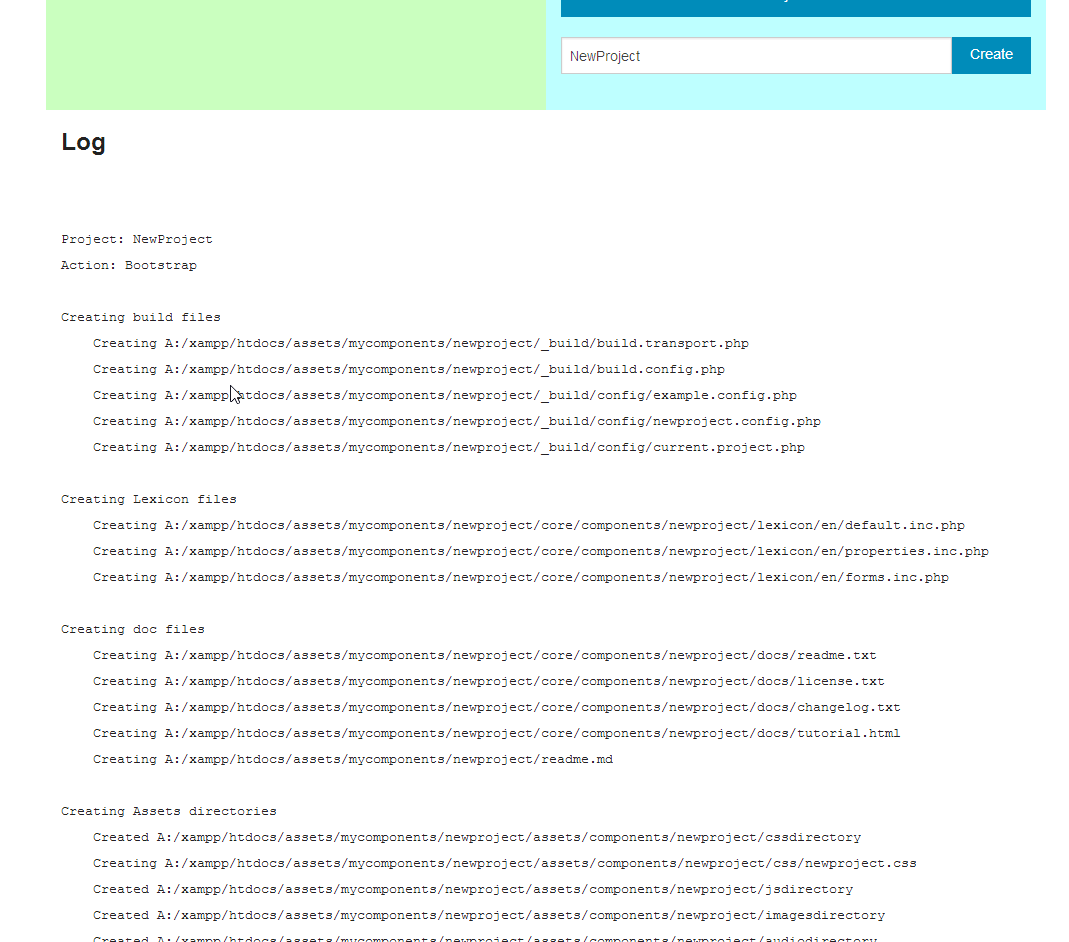 NewProject
Create
Log
Project: NewProject
Action: Bootstrap
Creating build files
Creating A:/xampp/htdocs/assets/mycomponents/newproject/_build/build.transport.php
Creating A:/xampp/htdocs/assets/mycomponents/newproject/_build/build.config.php
Creating A:/xampp/htdocs/assets/mycomponents/newproject/_build/config/example.config.php
Creating A:/xampp/htdocs/assets/mycomponents/newproject/_build/config/newproject.config.php
Creating A:/xampp/htdocs/assets/mycomponents/newproject/_build/config/current.project.php
Creating Lexicon files
Creating A:/xampp/htdocs/assets/mycomponents/newproject/core/components/newproject/lexicon/en/default.inc.php
Creating A:/xampp/htdocs/assets/mycomponents/newproject/core/components/newproject/lexicon/en/properties.inc.php
Creating A:/xampp/htdocs/assets/mycomponents/newproject/core/components/newproject/lexicon/en/forms.inc.php
Creating doc files
Creating A:/xampp/htdocs/assets/mycomponents/newproject/core/components/newproject/docs/readme.txt
Creating A:/xampp/htdocs/assets/mycomponents/newproject/core/components/newproject/docs/license.txt
Creating A:/xampp/htdocs/assets/mycomponents/newproject/core/components/newproject/docs/changelog.txt
Creating A:/xampp/htdocs/assets/mycomponents/newproject/core/components/newproject/docs/tutorial.html
Creating A:/xampp/htdocs/assets/mycomponents/newproject/readme.md
Creating Assets directories
Created A:/xampp/htdocs/assets/mycomponents/newproject/assets/components/newproject/cssdirectory
Creating A:/xampp/htdocs/assets/mycomponents/newproject/assets/components/newproject/css/newproject.css
Created A:/xampp/htdocs/assets/mycomponents/newproject/assets/components/newproject/jsdirectory
Created A:/xampp/htdocs/assets/mycomponents/newproject/assets/components/newproject/imagesdirectory
Created A:/xampp/htdocs/assets/mycomponents/newproject/assets/components/newproject/audiodirectory